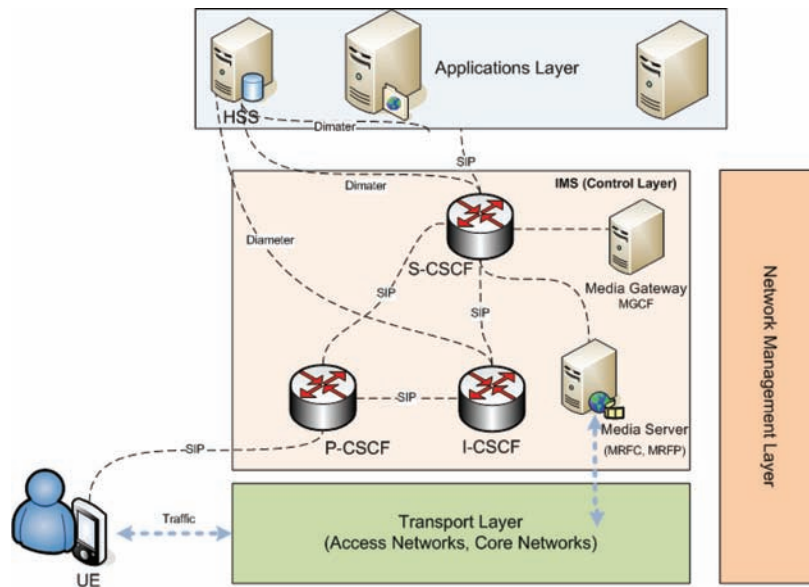 Applications Layer
HSS
Dimater
SIP
IMS (Control Layer)
Dimater
Diameter
S-CSCF
Media Gateway
MGCF
SIP
SIP
SIP
P-CSCF
I-CSCF
Media Server
(MRFC, MRFP)
SIP
Network Management
Layer
Traffic
Transport Layer
(Access Networks, Core Networks)
UE